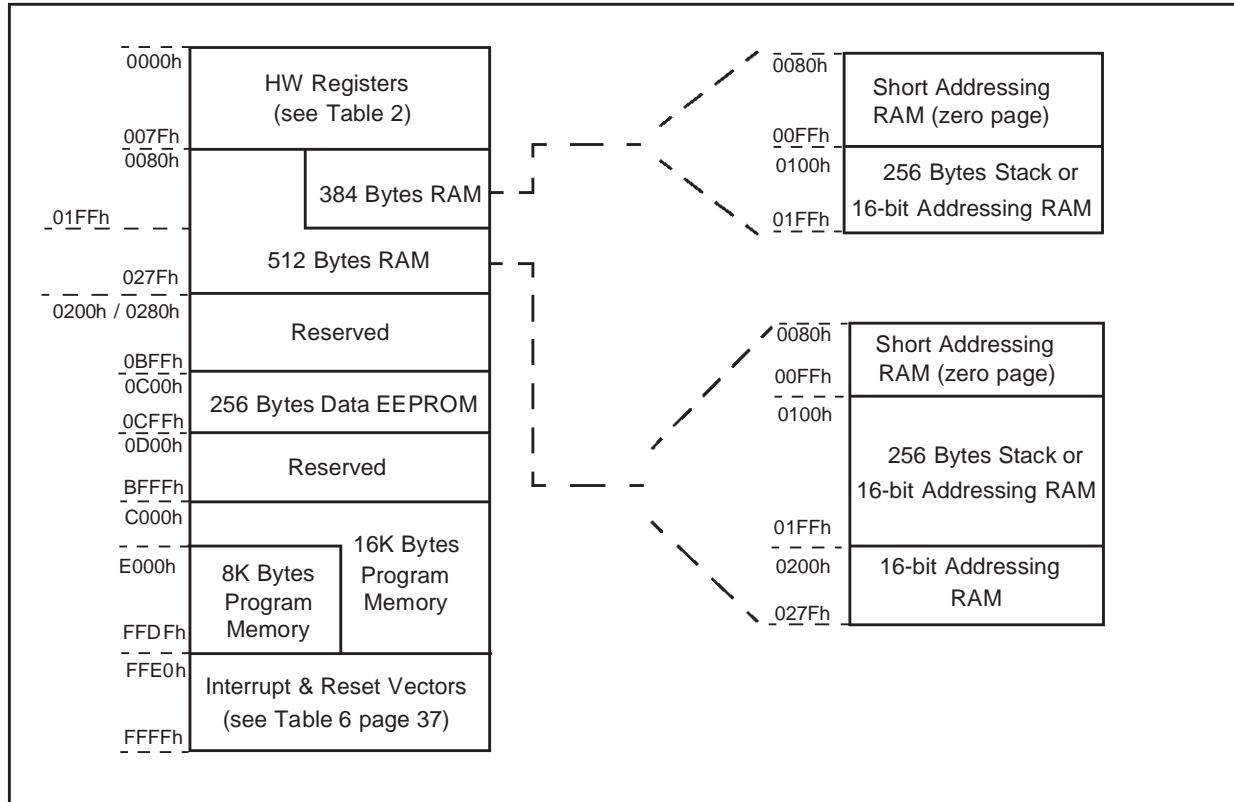 0000h
HW Registers
(see Table 2)
007Fh
0080h
384 Bytes RAM
01FFh
512 Bytes RAM
027Fh
0200h / 0280h
Reserved
0BFFh
0C00h
256 Bytes Data EEPROM
0CFFh
0D00h
Reserved
BFFFh
C000h
16K Bytes
Program
Memory
E000h
8K Bytes
Program
Memory
FFDFh
FFE0h
Interrupt & Reset Vectors
(see Table 6 page 37)
FFFFh
0080h
Short Addressing
RAM (zero page)
00FFh
0100h
256 Bytes Stack or
16-bit Addressing RAM
01FFh
0080h
Short Addressing
RAM (zero page)
00FFh
0100h
256 Bytes Stack or
16-bit Addressing RAM
01FFh
0200h
16-bit Addressing
RAM
027Fh